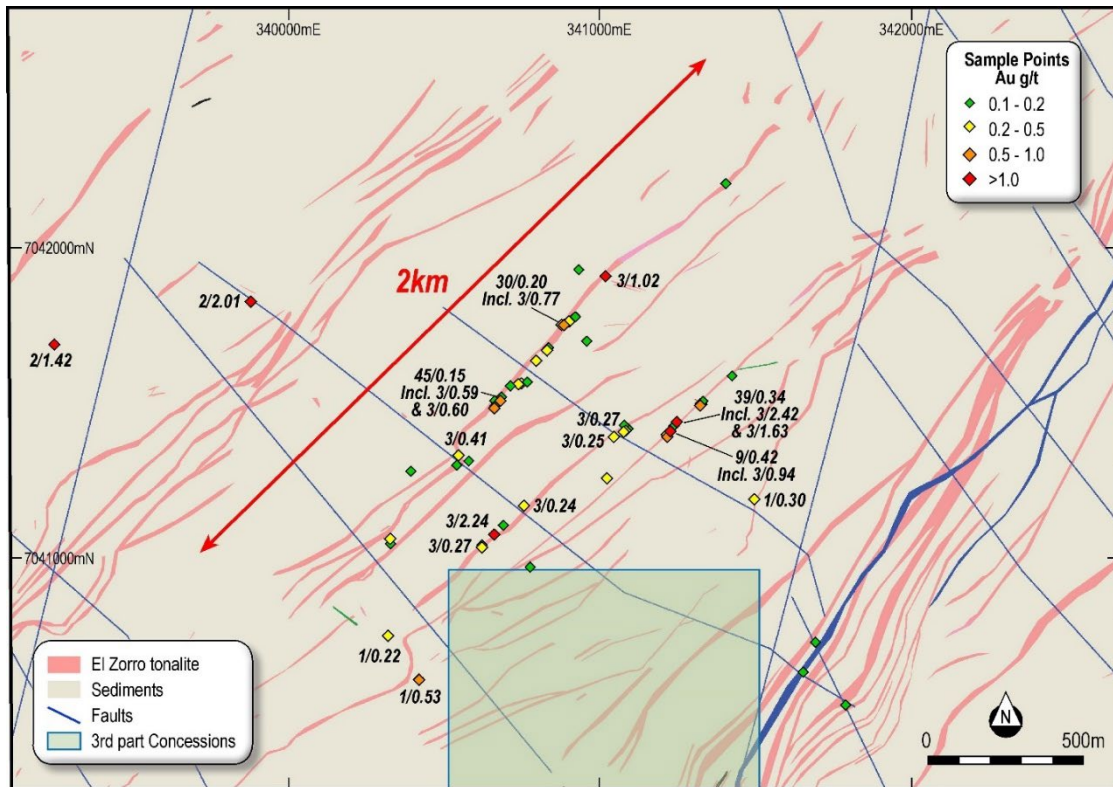 340000mE
341000mE
342000mE
Sample Points
Au g/t
0.1 - 0.2
0.2 - 0.5
0.5 - 1.0
>1.0
7042000mN
2km
30/0.20
Incl. 3/0.77
3/1.02
2/2.01
2/1.42
45/0.15
Incl. 3/0.59
& 3/0.60
39/0.34
Incl. 3/2.42
& 3/1.63
3/0.27
3/0.25
3/0.41
9/0.42
Incl. 3/0.94
1/0.30
3/0.24
3/2.24
3/0.27
7041000mN
1/0.22
1/0.53
El Zorro tonalite
Sediments
Faults
3rd part Concessions
N
0
500m